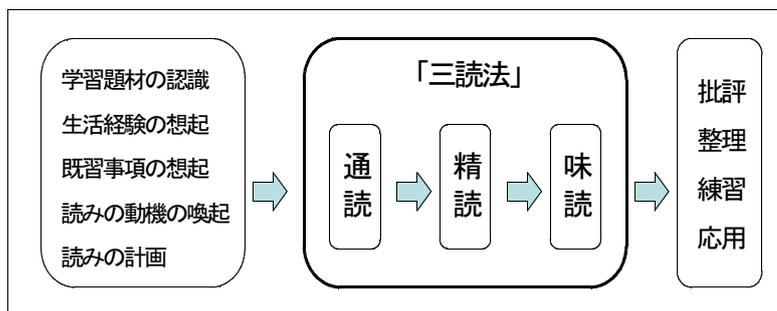 学習題材の認識
生活経験の想起
既習事項の想起
読みの動機の喚起
読みの計画
「三読法」
通読
精読
味読
批評
整理
練習
応用